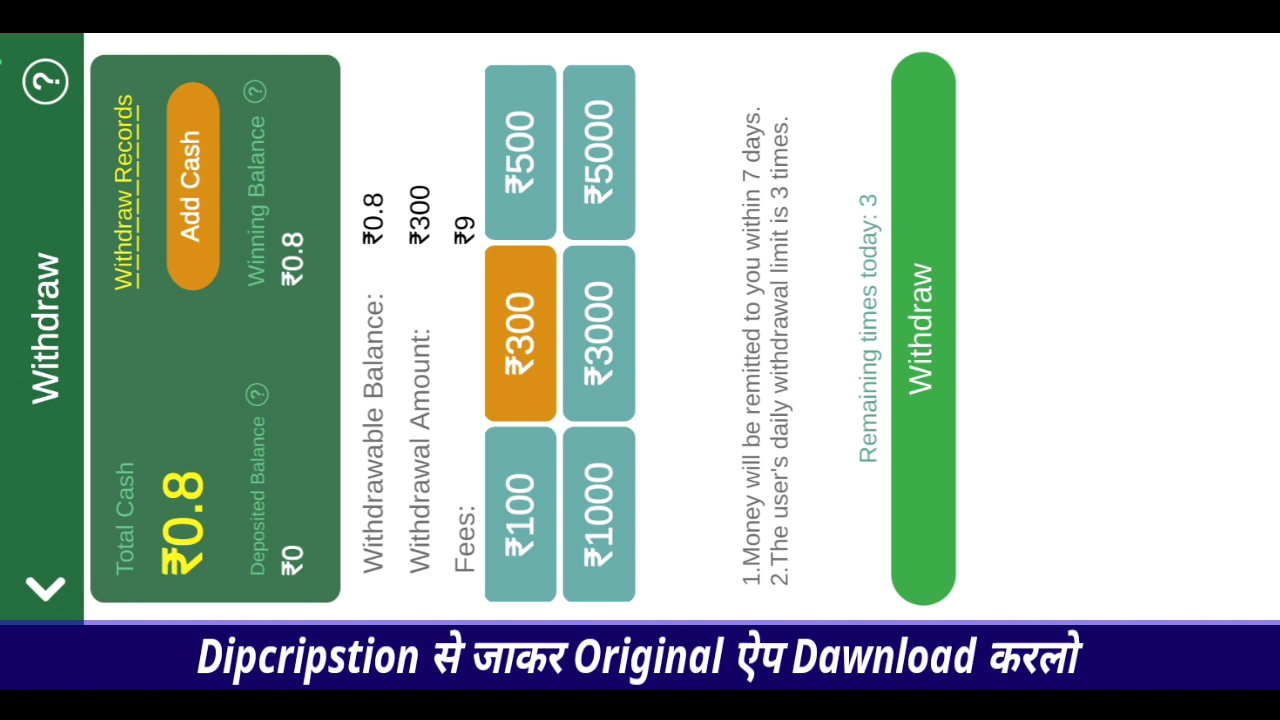 Withdraw
?
Total Cash
Withdraw Records
₹0.8
Add Cash
Deposited Balance ?
Winning Balance ?
₹0
₹0.8
Withdrawable Balance: ₹0.8
Withdrawal Amount: ₹300
Fees: ₹9
₹100 ₹300 ₹500
₹1000 ₹3000 ₹5000
1.Money will be remitted to you within 7 days.
2.The user's daily withdrawal limit is 3 times.
Remaining times today: 3
Withdraw
Dipcripstion से जाकर Original ऐप Dawnload करलो